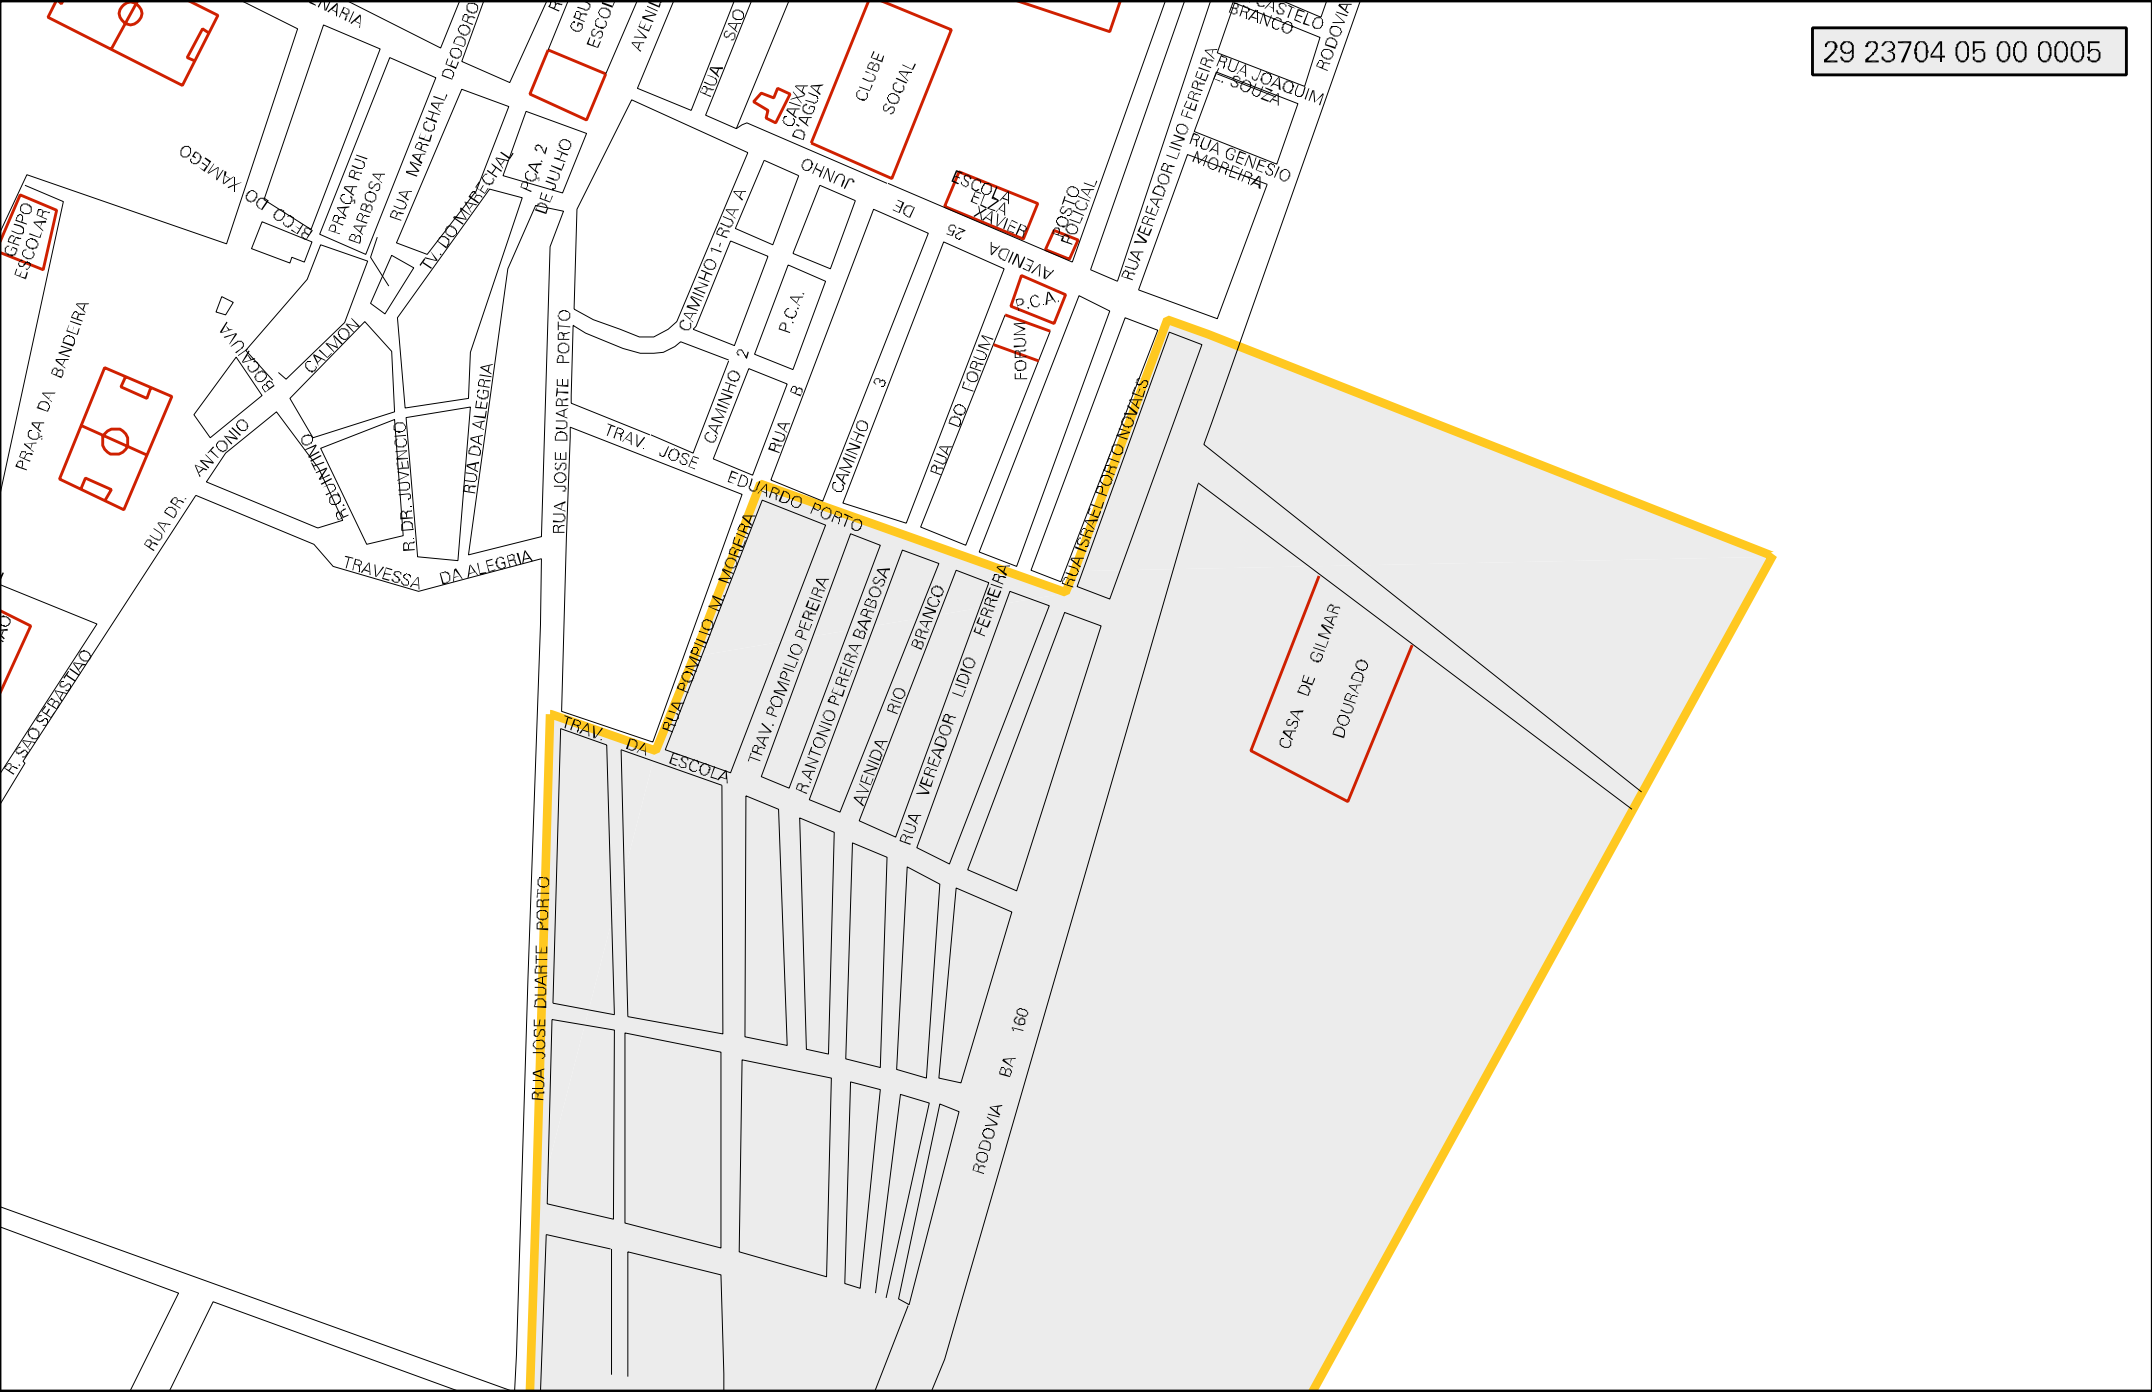 29 23704 05 00 0005
RUA MARECHAL DEODORO
RUA SAO
CLUBE
SOCIAL
CAIXA
D'AGUA
CASTELO
BRANCO
RODOVIA
RUA JOAQUIM
SOUZA
RUA GENESIO
MOREIRA
RUA VEREADOR LINO FERREIRA
BECO DO XAMEGO
PRAÇA RUI
BARBOSA
TV. DO MARECHAL
PÇA. 2
DE JULHO
GRUPO
ESCOLAR
AVENIDA 25 DE JUNHO
ESCOLA
ELZA
XAVIER
POSTO
POLICIAL
P.C.A.
FORUM
CAMINHO 1- RUA A
P.C.A.
CAMINHO 2
RUA B
CAMINHO 3
RUA DO FORUM
PRAÇA DA BANDEIRA
BOCAIUVA
RUA DR. ANTONIO CALMON
R.QUINTINO
R. DR. JUVENCIO
RUA DA ALEGRIA
TRAVESSA DA ALEGRIA
RUA JOSE DUARTE PORTO
TRAV. JOSE EDUARDO PORTO
RUA ISRAEL PORTO NOVAES
RUA POMPILIO M. MOREIRA
TRAV. POMPILIO PEREIRA
R.ANTONIO PEREIRA BARBOSA
AVENIDA RIO BRANCO
RUA VEREADOR LIDIO FERREIRA
CASA DE GILMAR
DOURADO
R. SAO SEBASTIAO
TRAV. DA ESCOLA
RUA JOSE DUARTE PORTO
RODOVIA BA 160